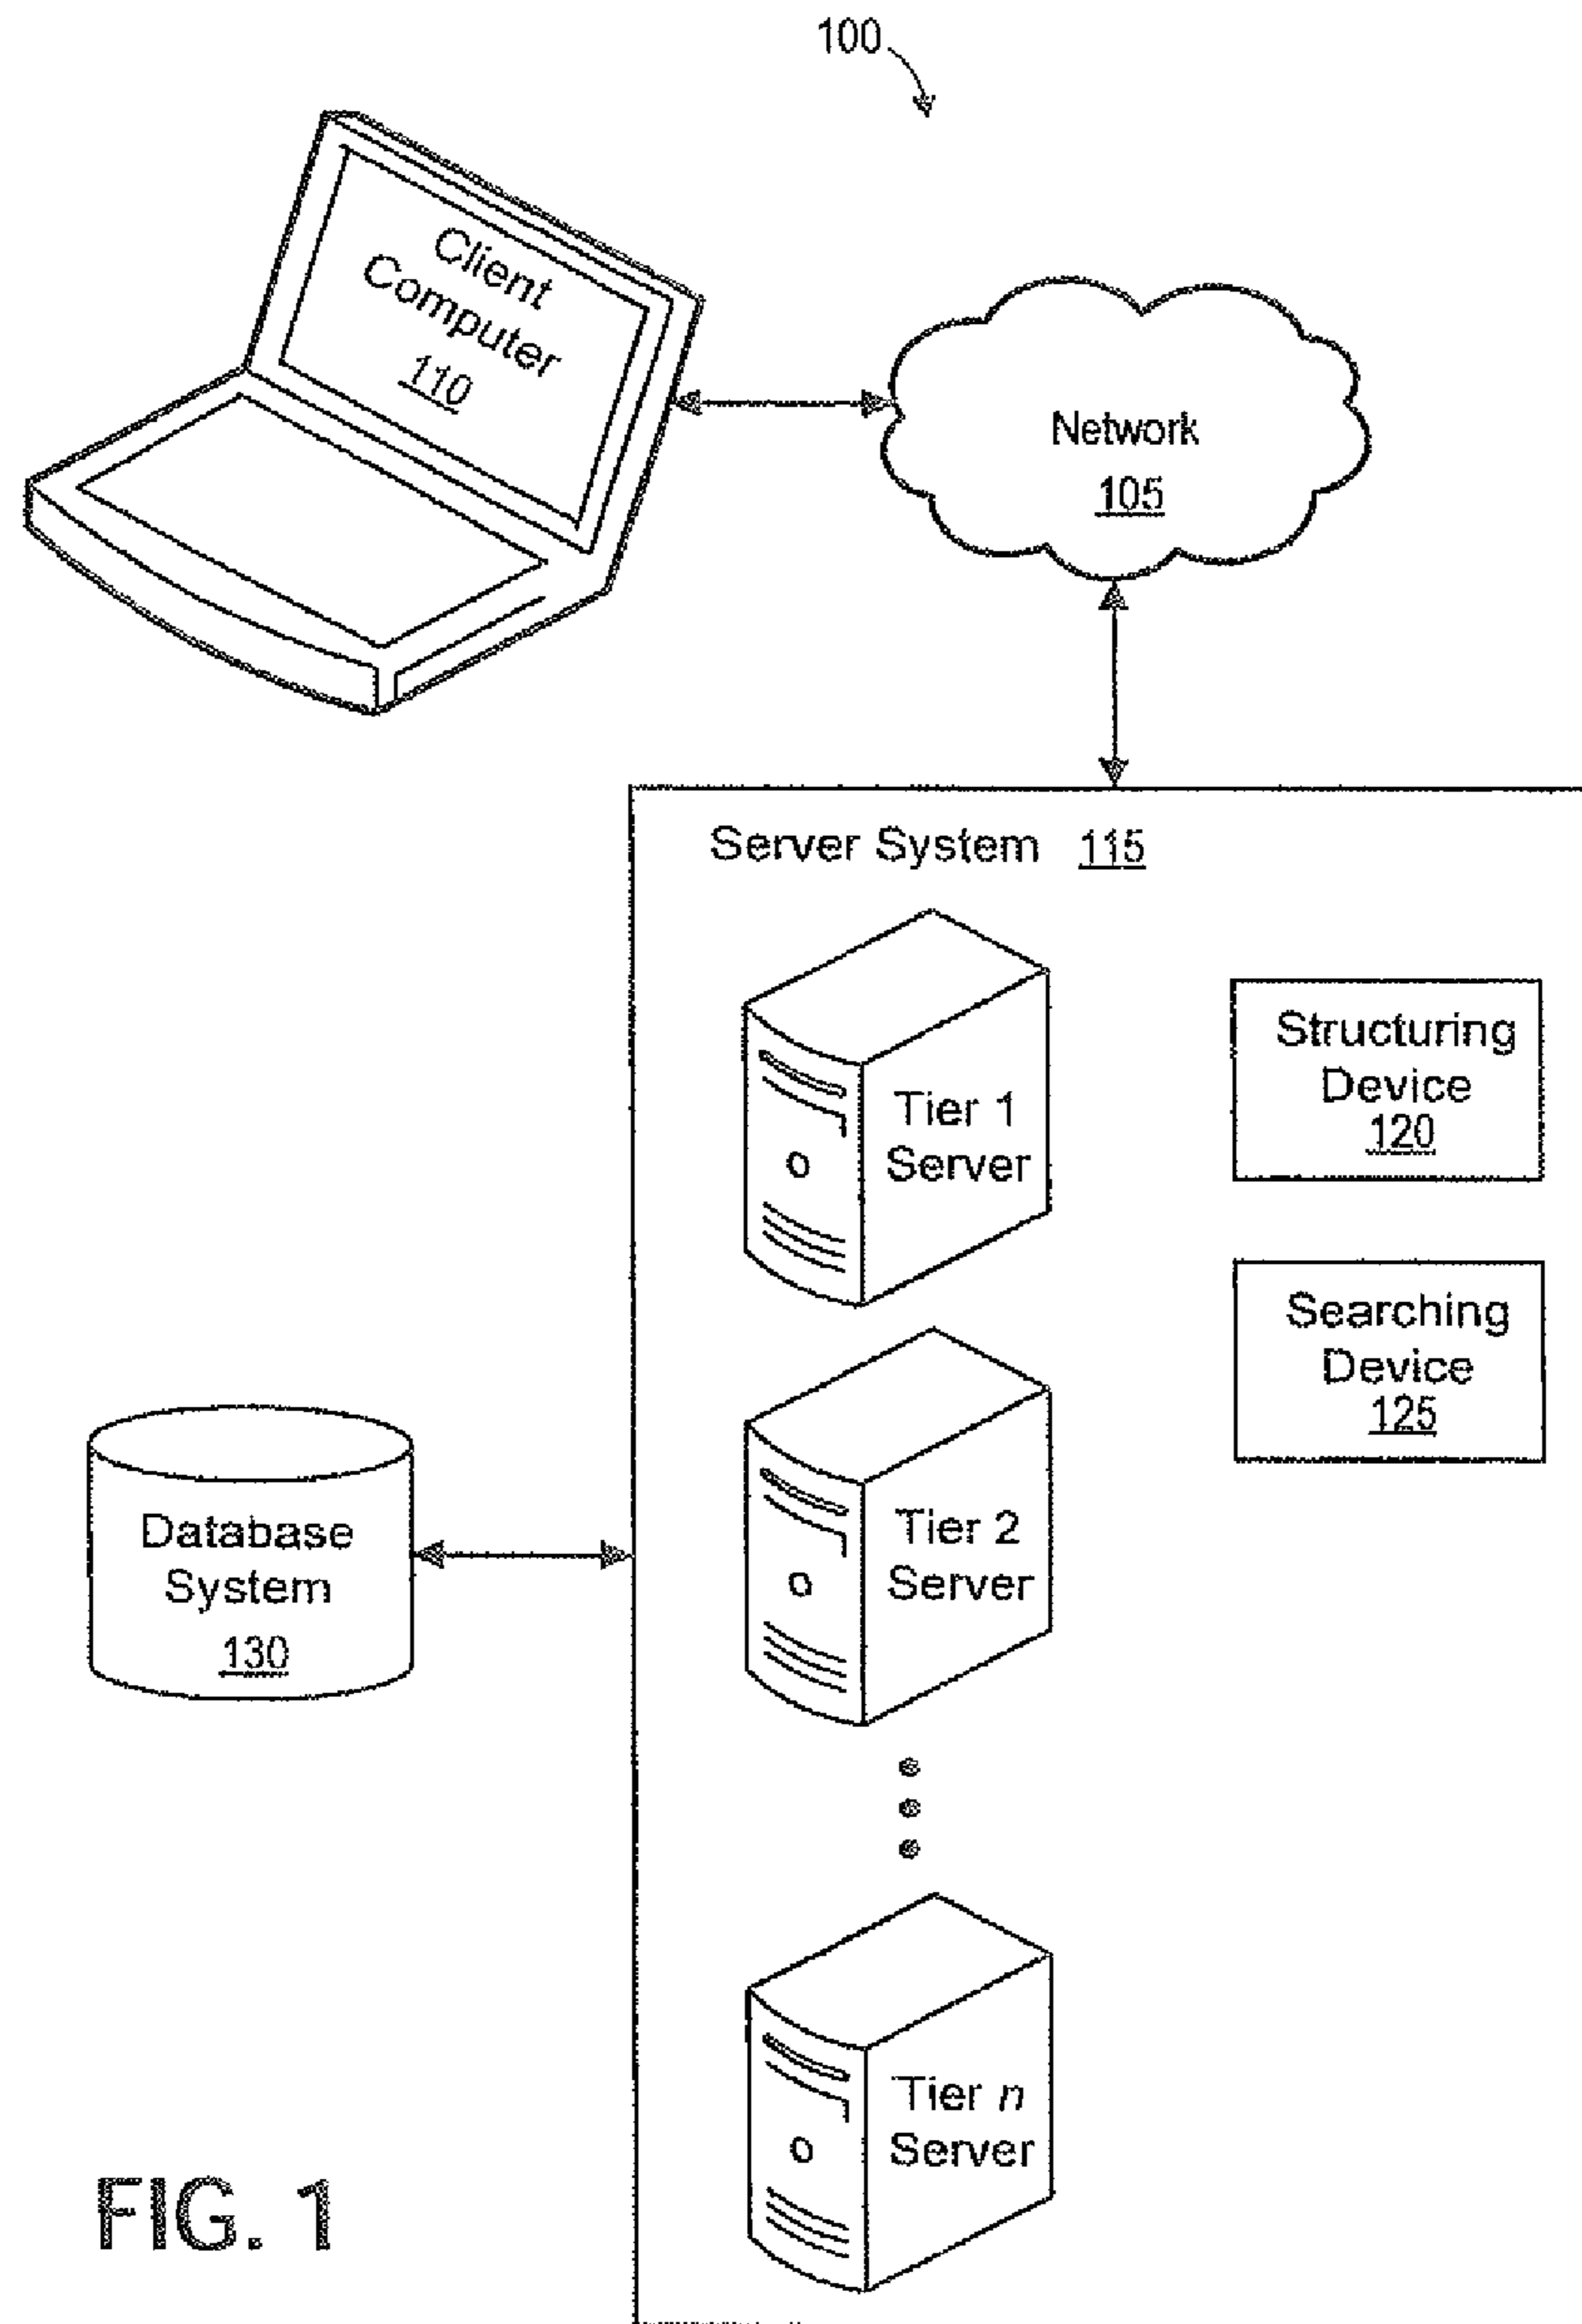 100
Client
Computer
110
Network
105
Server System 115
Tier 1
Server
Structuring
Device
120
Searching
Device
125
Tier 2
Server
Database
System
130
Tier n
Server
FIG. 1